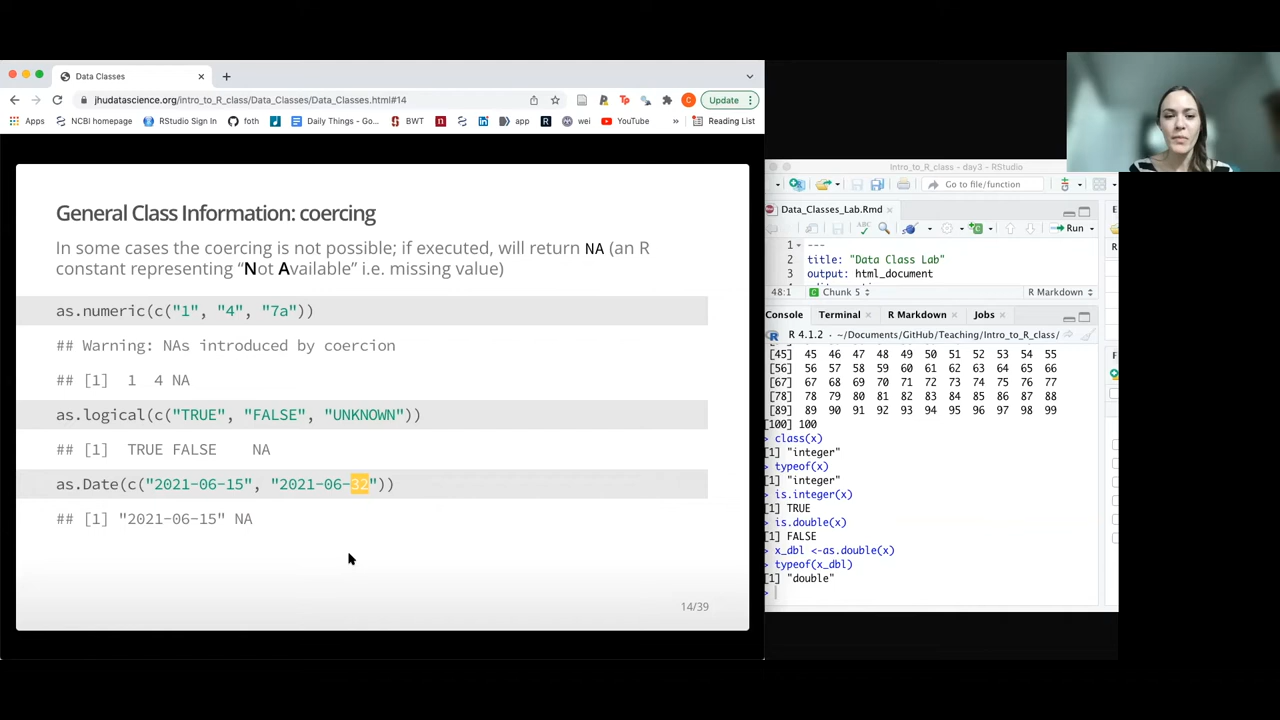 Data Classes
jhudatascience.org/intro_to_R_class/Data_Classes/Data_Classes.html#14
Update
Apps NCBI homepage RStudio Sign In foth Daily Things - Go... BWT app wei YouTube » Reading List
General Class Information: coercing
In some cases the coercing is not possible; if executed, will return NA (an R
constant representing “Not Available” i.e. missing value)
as.numeric(c("1", "4", "7a"))
## Warning: NAs introduced by coercion
## [1]  1  4 NA
as.logical(c("TRUE", "FALSE", "UNKNOWN"))
## [1]  TRUE FALSE    NA
as.Date(c("2021-06-15", "2021-06-32"))
## [1] "2021-06-15" NA
14/39
Intro_to_R_class - day3 - RStudio
Go to file/function
Data_Classes_Lab.Rmd
Run
1 ---
2 title: "Data Class Lab"
3 output: html_document
48:1 Chunk 5 R Markdown
Console Terminal R Markdown Jobs
R 4.1.2 · ~/Documents/GitHub/Teaching/Intro_to_R_class/
[45] 45 46 47 48 49 50 51 52 53 54 55
[56] 56 57 58 59 60 61 62 63 64 65 66
[67] 67 68 69 70 71 72 73 74 75 76 77
[78] 78 79 80 81 82 83 84 85 86 87 88
[89] 89 90 91 92 93 94 95 96 97 98 99
[100] 100
> class(x)
[1] "integer"
> typeof(x)
[1] "integer"
> is.integer(x)
[1] TRUE
> is.double(x)
[1] FALSE
> x_dbl <-as.double(x)
> typeof(x_dbl)
[1] "double"
>